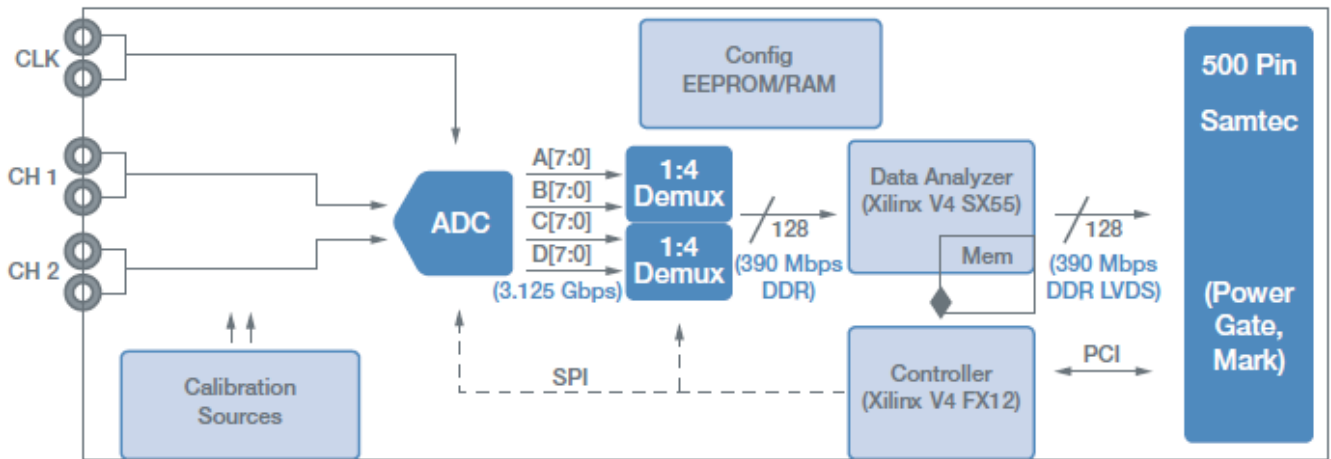 CLK
CH 1
CH 2
Calibration
Sources
ADC
A[7:0]
B[7:0]
C[7:0]
D[7:0]
(3.125 Gbps)
SPI
Config
EEPROM/RAM
1:4
Demux
1:4
Demux
128
(390 Mbps
DDR)
Data Analyzer
(Xilinx V4 SX55)
Mem
Controller
(Xilinx V4 FX12)
128
(390 Mbps
DDR LVDS)
PCI
500 Pin
Samtec
(Power
Gate,
Mark)